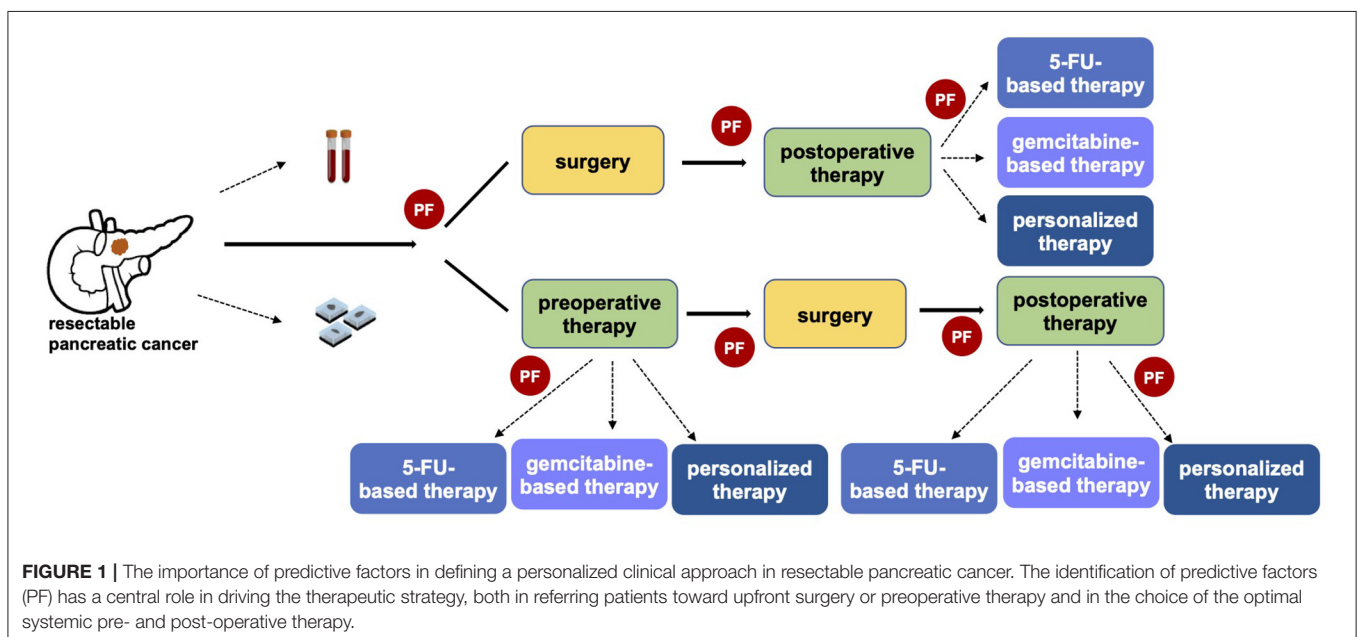 resectable
pancreatic cancer
PF
surgery
PF
postoperative
therapy
PF
5-FU-
based therapy
gemcitabine-
based therapy
personalized
therapy
preoperative
therapy
PF
surgery
PF
postoperative
therapy
PF
5-FU-
based therapy
gemcitabine-
based therapy
personalized
therapy
PF
5-FU-
based therapy
gemcitabine-
based therapy
personalized
therapy
FIGURE 1 | The importance of predictive factors in defining a personalized clinical approach in resectable pancreatic cancer. The identification of predictive factors
(PF) has a central role in driving the therapeutic strategy, both in referring patients toward upfront surgery or preoperative therapy and in the choice of the optimal
systemic pre- and post-operative therapy.